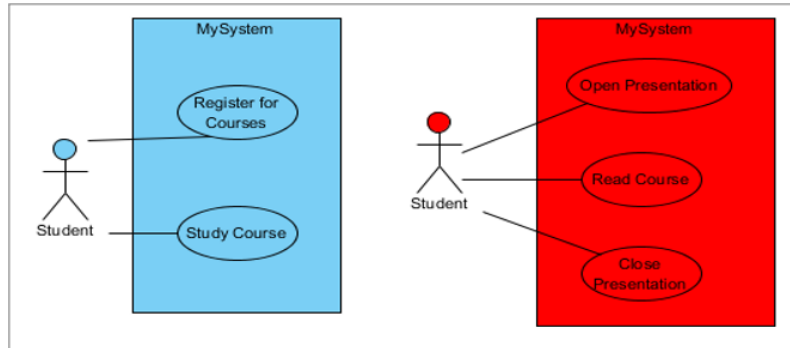 MySystem
Register for
Courses
Student
Study Course
MySystem
Open Presentation
Student
Read Course
Close
Presentation